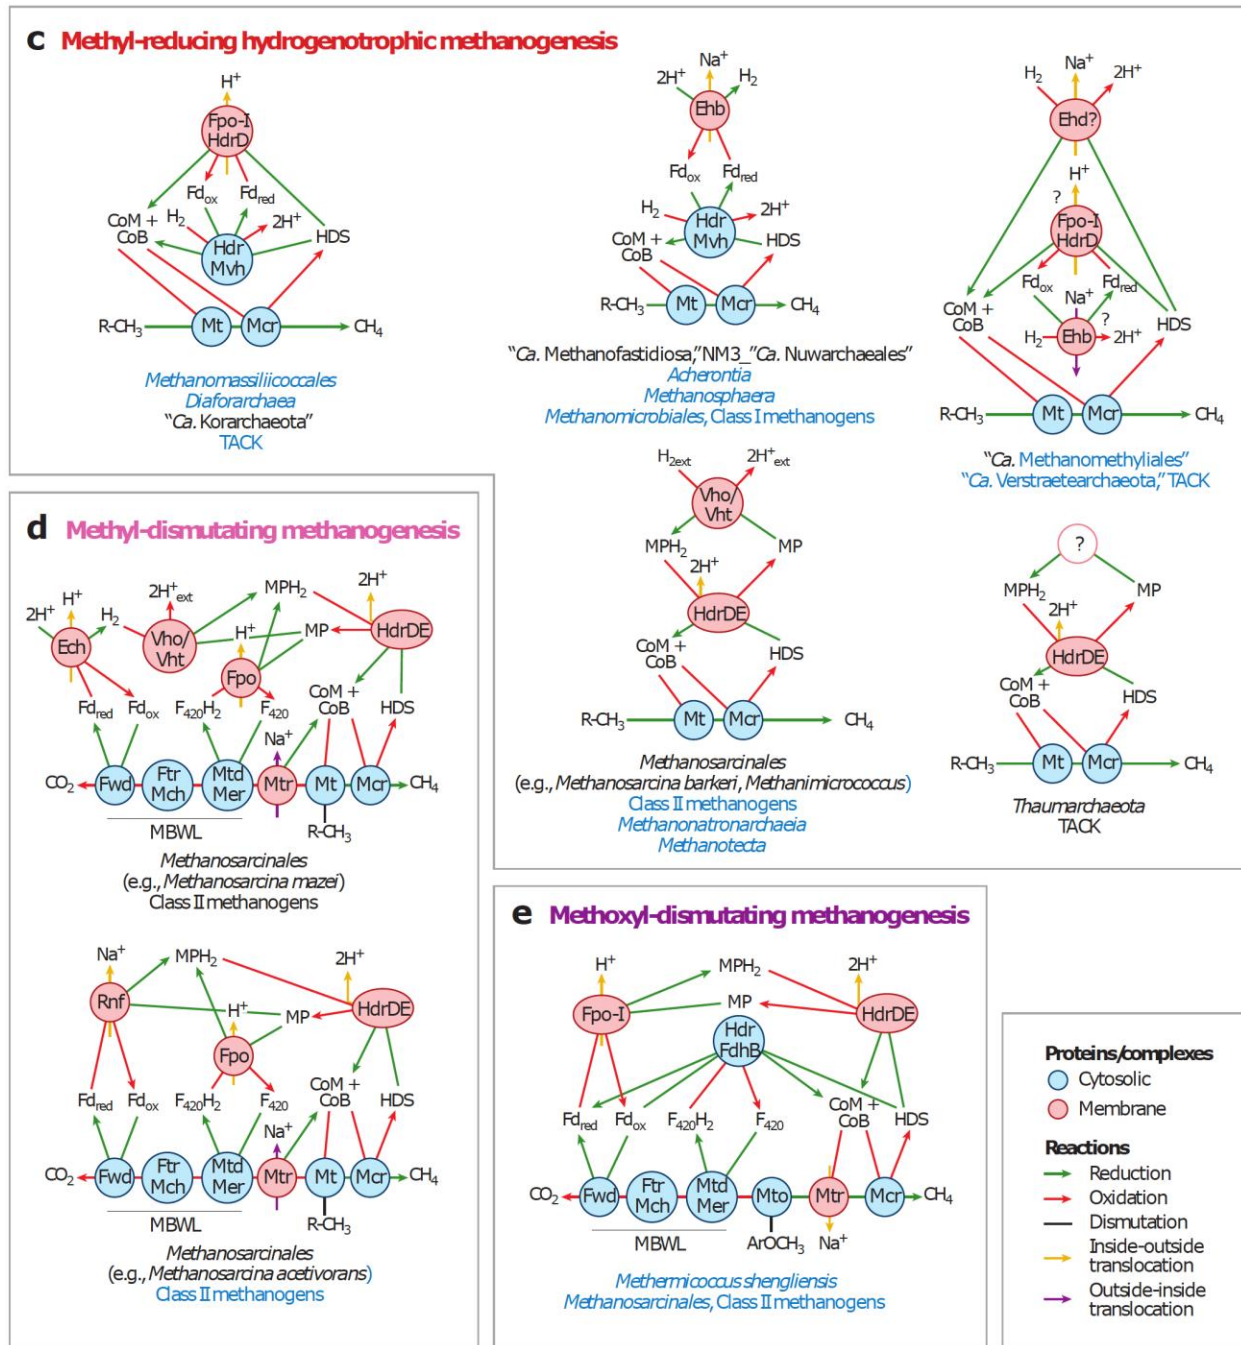 c Methyl-reducing hydrogenotrophic methanogenesis
H+
Fpo-I
HdrD
Fdox
Fdred
CoM +
CoB
H2
2H+
HDS
Hdr
Mvh
R-CH3
Mt
Mcr
CH4
Methanomassiliicoccales
Diaforarchaea
“Ca. Korarchaeota”
TACK
Na+
2H+
H2
Ehb
Fdox
Fdred
H2
Hdr
Mvh
2H+
CoM +
CoB
HDS
R-CH3
Mt
Mcr
CH4
“Ca. Methanofastidiosa,” NM3_“Ca. Nuwarchaeales”
Acherontia
Methanosphaera
Methanomicrobiales, Class I methanogens
H2
Na+
2H+
Ehd?
H+
?
Fpo-I
HdrD
Fdox
Na+
Fdred
CoM +
CoB
?
H2
Ehb
2H+
HDS
R-CH3
Mt
Mcr
CH4
“Ca. Methanomethyliales”
“Ca. Verstraetearchaeota,” TACK
H2ext
2H+ext
Vho/
Vht
MPH2
MP
2H+
HdrDE
CoM +
CoB
HDS
R-CH3
Mt
Mcr
CH4
Methanosarcinales
(e.g., Methanosarcina barkeri, Methanimicrococcus)
Class II methanogens
Methanonatronarchaeia
Methanotecta
?
MPH2
MP
2H+
HdrDE
CoM +
CoB
HDS
R-CH3
Mt
Mcr
CH4
Thaumarchaeota
TACK
d Methyl-dismutating methanogenesis
2H+
H+
H2
2H+ext
MPH2
2H+
Ech
Vho/
Vht
H+
MP
HdrDE
Fpo
Fdred
Fdox
F420H2
F420
CoM +
CoB
HDS
Na+
CO2
Fwd
Ftr
Mch
Mtd
Mer
Mtr
Mt
Mcr
CH4
MBWL
R-CH3
Methanosarcinales
(e.g., Methanosarcina mazei)
Class II methanogens
Na+
MPH2
2H+
Rnf
H+
MP
HdrDE
Fpo
Fdred
Fdox
F420H2
F420
CoM +
CoB
HDS
Na+
CO2
Fwd
Ftr
Mch
Mtd
Mer
Mtr
Mt
Mcr
CH4
MBWL
R-CH3
Methanosarcinales
(e.g., Methanosarcina acetivorans)
Class II methanogens
e Methoxyl-dismutating methanogenesis
H+
MPH2
2H+
Fpo-I
MP
HdrDE
Hdr
FdhB
Fdred
Fdox
F420H2
F420
CoM +
CoB
HDS
CO2
Fwd
Ftr
Mch
Mtd
Mer
Mto
Mtr
Mcr
CH4
MBWL
ArOCH3
Na+
Methermicoccus shengliensis
Methanosarcinales, Class II methanogens
Proteins/complexes
Cytosolic
Membrane
Reactions
Reduction
Oxidation
Dismutation
Inside-outside
translocation
Outside-inside
translocation